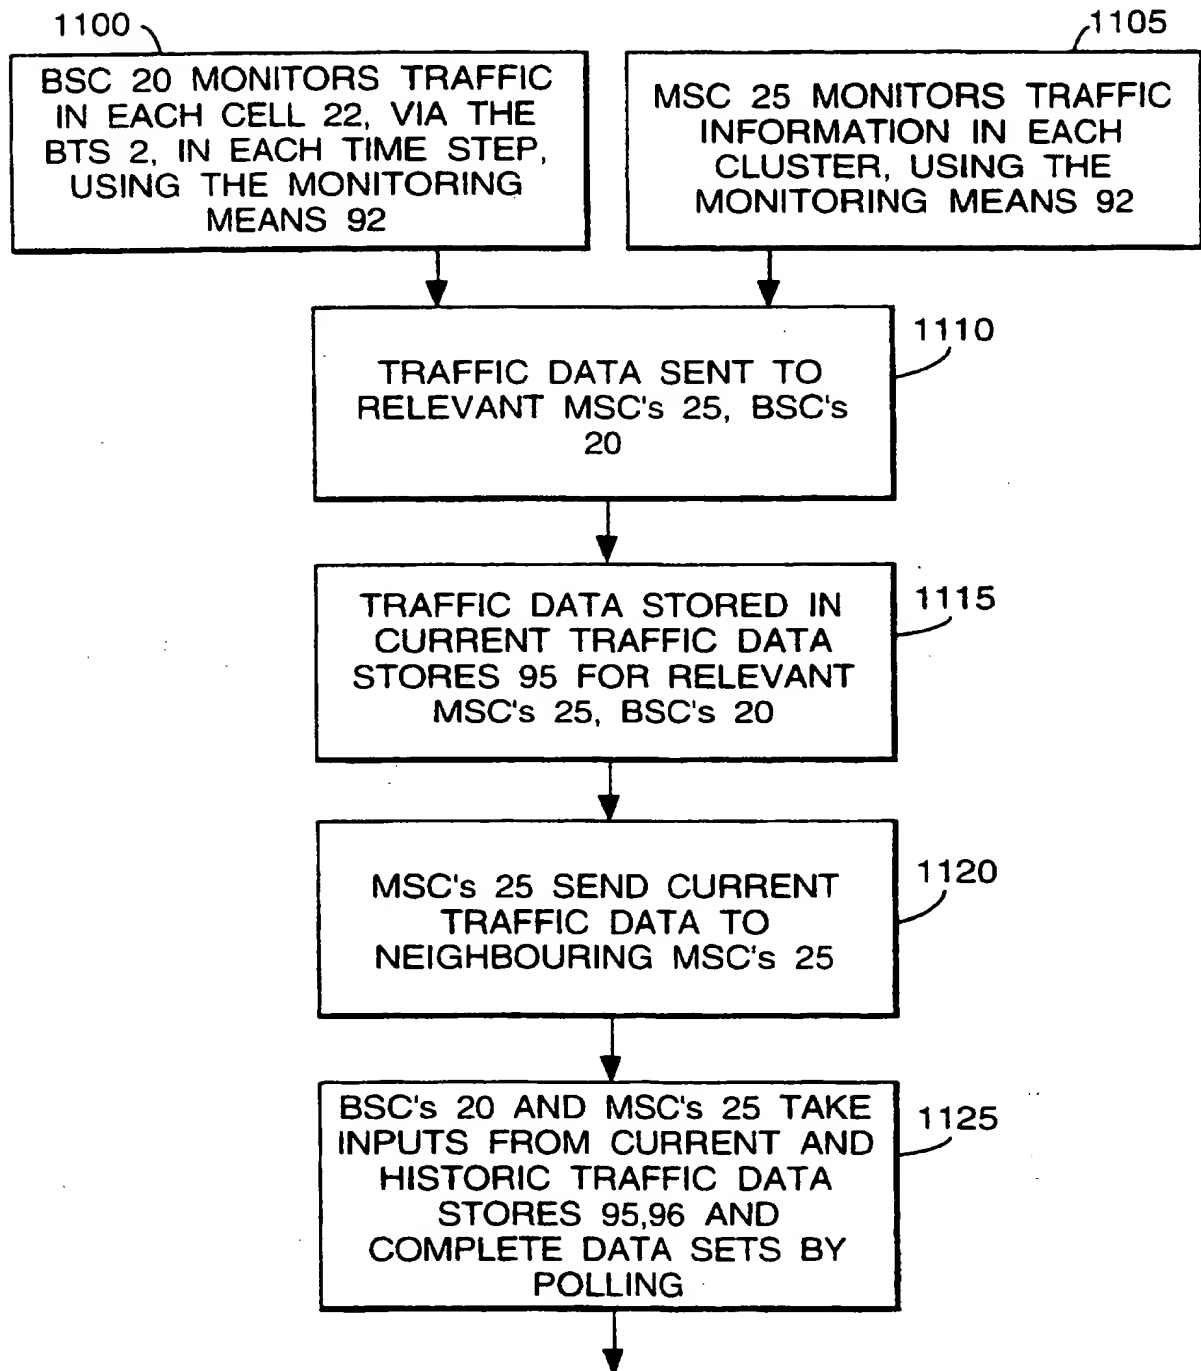 1100
BSC 20 MONITORS TRAFFIC
IN EACH CELL 22, VIA THE
BTS 2, IN EACH TIME STEP,
USING THE MONITORING
MEANS 92
1105
MSC 25 MONITORS TRAFFIC
INFORMATION IN EACH
CLUSTER, USING THE
MONITORING MEANS 92
1110
TRAFFIC DATA SENT TO
RELEVANT MSC's 25, BSC's
20
1115
TRAFFIC DATA STORED IN
CURRENT TRAFFIC DATA
STORES 95 FOR RELEVANT
MSC's 25, BSC's 20
1120
MSC's 25 SEND CURRENT
TRAFFIC DATA TO
NEIGHBOURING MSC's 25
1125
BSC's 20 AND MSC's 25 TAKE
INPUTS FROM CURRENT AND
HISTORIC TRAFFIC DATA
STORES 95,96 AND
COMPLETE DATA SETS BY
POLLING